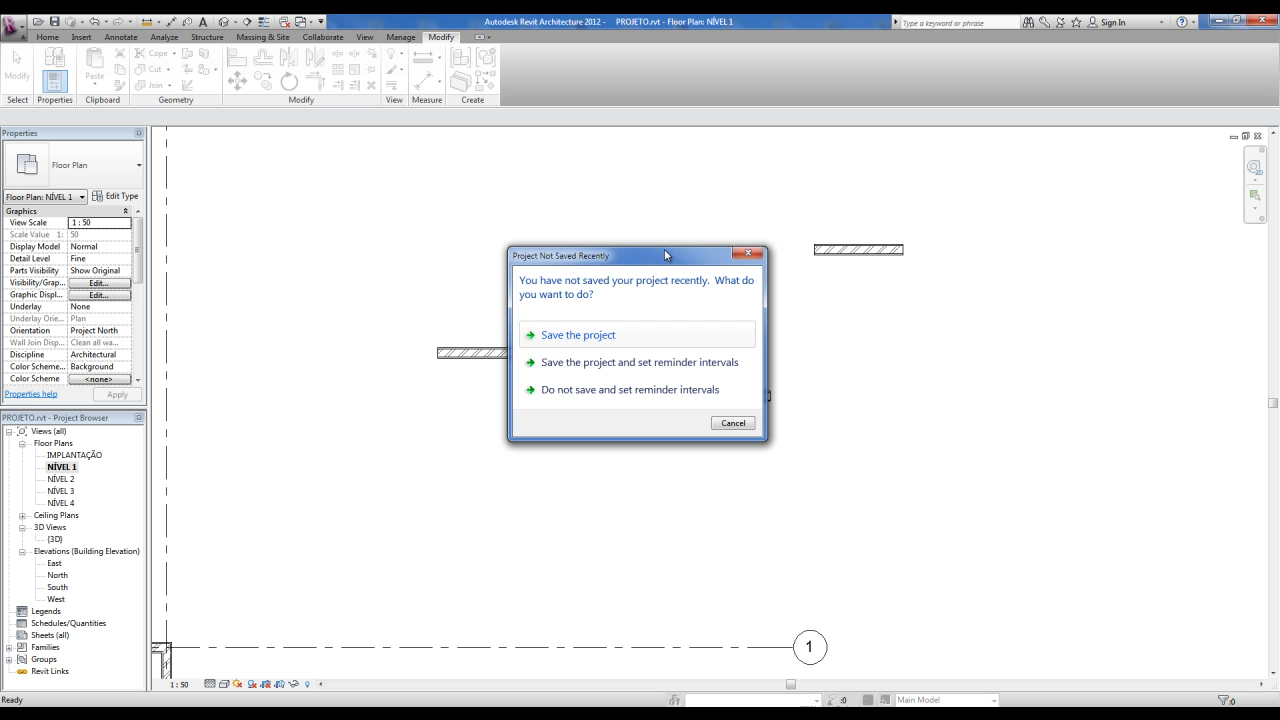 Autodesk Revit Architecture 2012 -    PROJETO.rvt - Floor Plan: NÍVEL 1
Type a keyword or phrase
Sign In
Home
Insert
Annotate
Analyze
Structure
Massing & Site
Collaborate
View
Manage
Modify
Modify
Paste
Cope
Cut
Join
Select
Properties
Clipboard
Geometry
Modify
View
Measure
Create
Properties
Floor Plan
Floor Plan: NÍVEL 1
Edit Type
Graphics
View Scale
1 : 50
Scale Value 1:
50
Display Model
Normal
Detail Level
Fine
Parts Visibility
Show Original
Visibility/Grap...
Edit...
Graphic Displ...
Edit...
Underlay
None
Underlay Orie...
Plan
Orientation
Project North
Wall Join Disp...
Clean all wa...
Discipline
Architectural
Color Scheme...
Background
Color Scheme
<none>
Properties help
Apply
PROJETO.rvt - Project Browser
Views (all)
Floor Plans
IMPLANTAÇÃO
NÍVEL 1
NÍVEL 2
NÍVEL 3
NÍVEL 4
Ceiling Plans
3D Views
{3D}
Elevations (Building Elevation)
East
North
South
West
Legends
Schedules/Quantities
Sheets (all)
Families
Groups
Revit Links
Project Not Saved Recently
You have not saved your project recently.  What do
you want to do?
Save the project
Save the project and set reminder intervals
Do not save and set reminder intervals
Cancel
1
1 : 50
Ready
:0
Main Model
:0